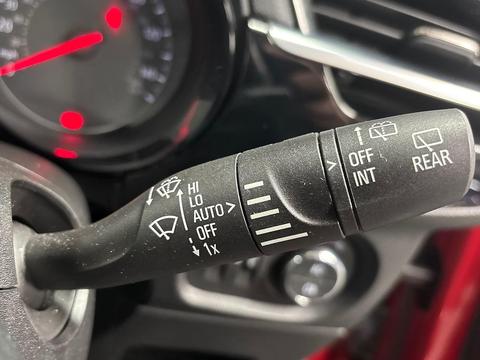 HI
LO
AUTO
OFF
1x
OFF
INT
REAR